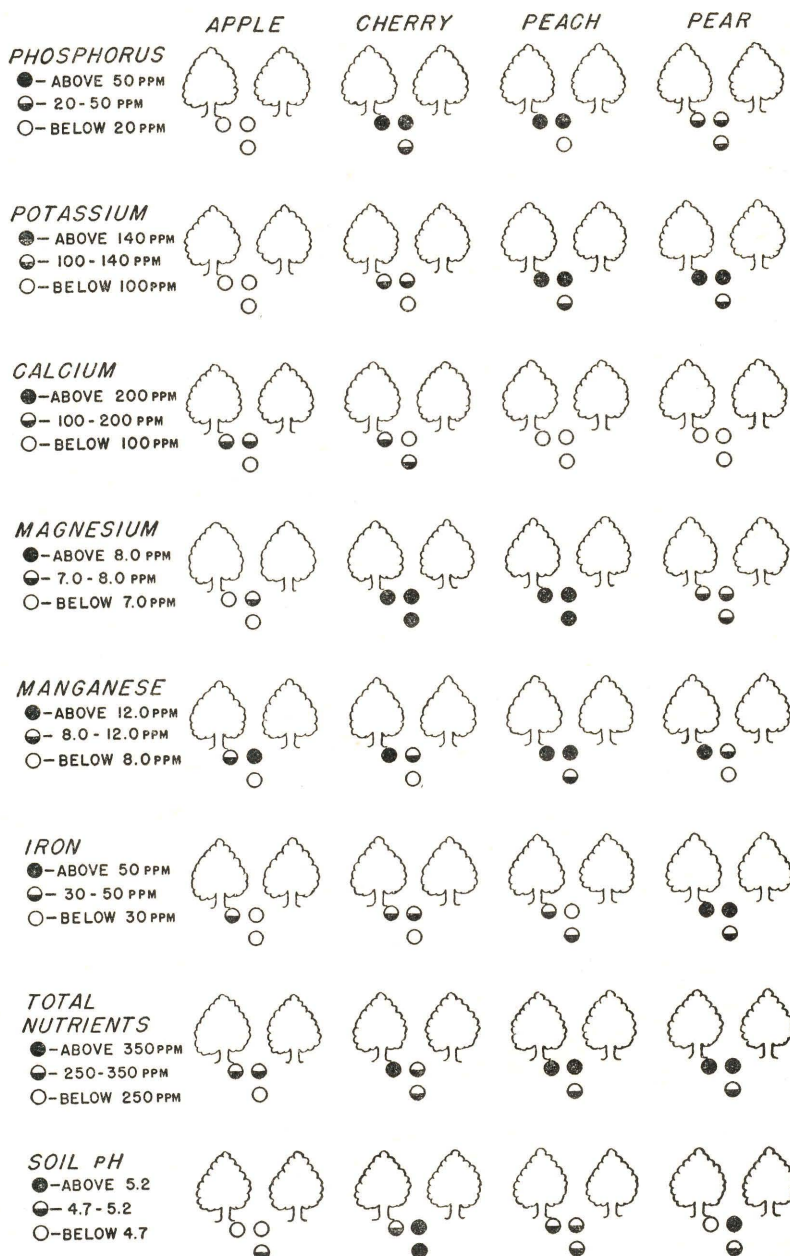 APPLE CHERRY PEACH PEAR
PHOSPHORUS
– ABOVE 50 PPM
– 20-50 PPM
– BELOW 20 PPM
POTASSIUM
– ABOVE 140 PPM
– 100-140 PPM
– BELOW 100 PPM
CALCIUM
– ABOVE 200 PPM
– 100-200 PPM
– BELOW 100 PPM
MAGNESIUM
– ABOVE 8.0 PPM
– 7.0-8.0 PPM
– BELOW 7.0 PPM
MANGANESE
– ABOVE 12.0 PPM
– 8.0-12.0 PPM
– BELOW 8.0 PPM
IRON
– ABOVE 50 PPM
– 30-50 PPM
– BELOW 30 PPM
TOTAL
NUTRIENTS
– ABOVE 350 PPM
– 250-350 PPM
– BELOW 250 PPM
SOIL PH
– ABOVE 5.2
– 4.7-5.2
– BELOW 4.7